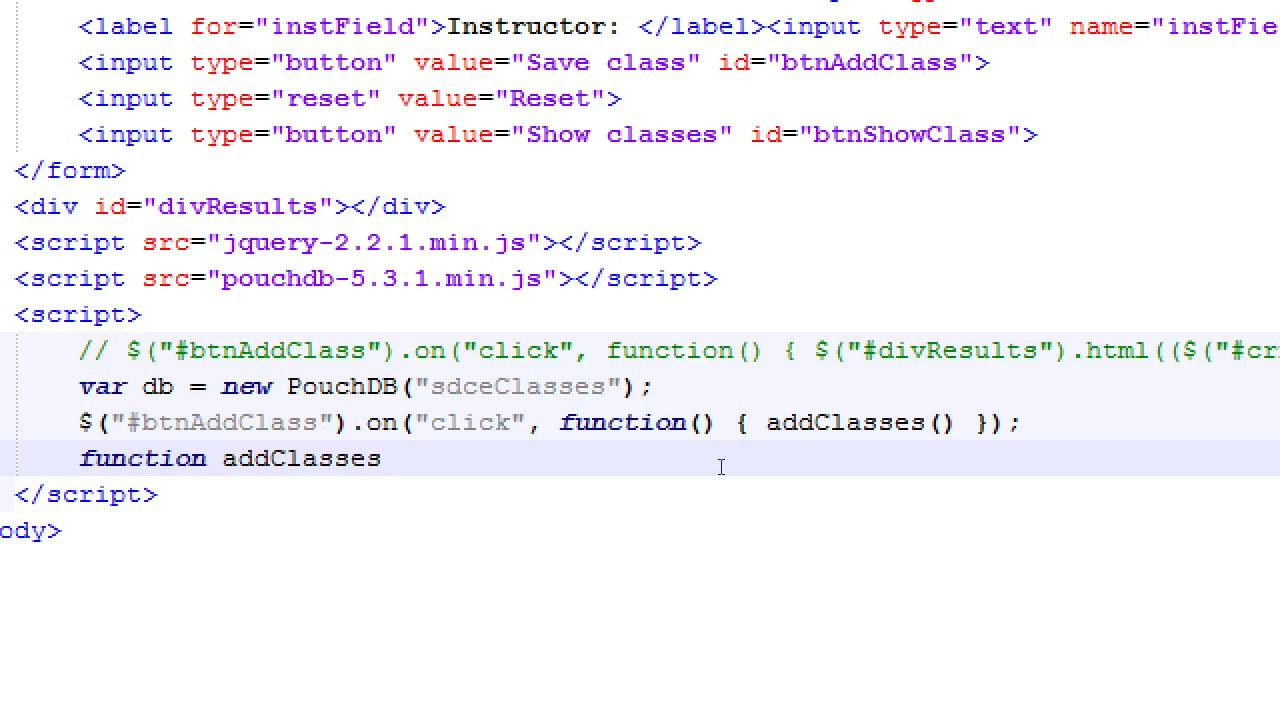 <label for="instField">Instructor: </label><input type="text" name="instFie
<input type="button" value="Save class" id="btnAddClass">
<input type="reset" value="Reset">
<input type="button" value="Show classes" id="btnShowClass">
</form>
<div id="divResults"></div>
<script src="jquery-2.2.1.min.js"></script>
<script src="pouchdb-5.3.1.min.js"></script>
<script>
// $("#btnAddClass").on("click", function() { $("#divResults").html(($("#cr
var db = new PouchDB("sdceClasses");
$("#btnAddClass").on("click", function() { addClasses() });
function addClasses
</script>
ody>